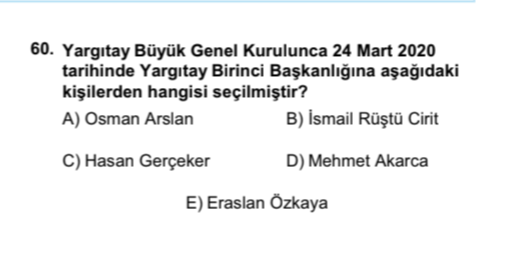 60. Yargıtay Büyük Genel Kurulunca 24 Mart 2020
tarihinde Yargıtay Birinci Başkanlığına aşağıdaki
kişilerden hangisi seçilmiştir?
A) Osman Arslan B) İsmail Rüştü Cirit
C) Hasan Gerçeker D) Mehmet Akarca
E) Eraslan Özkaya